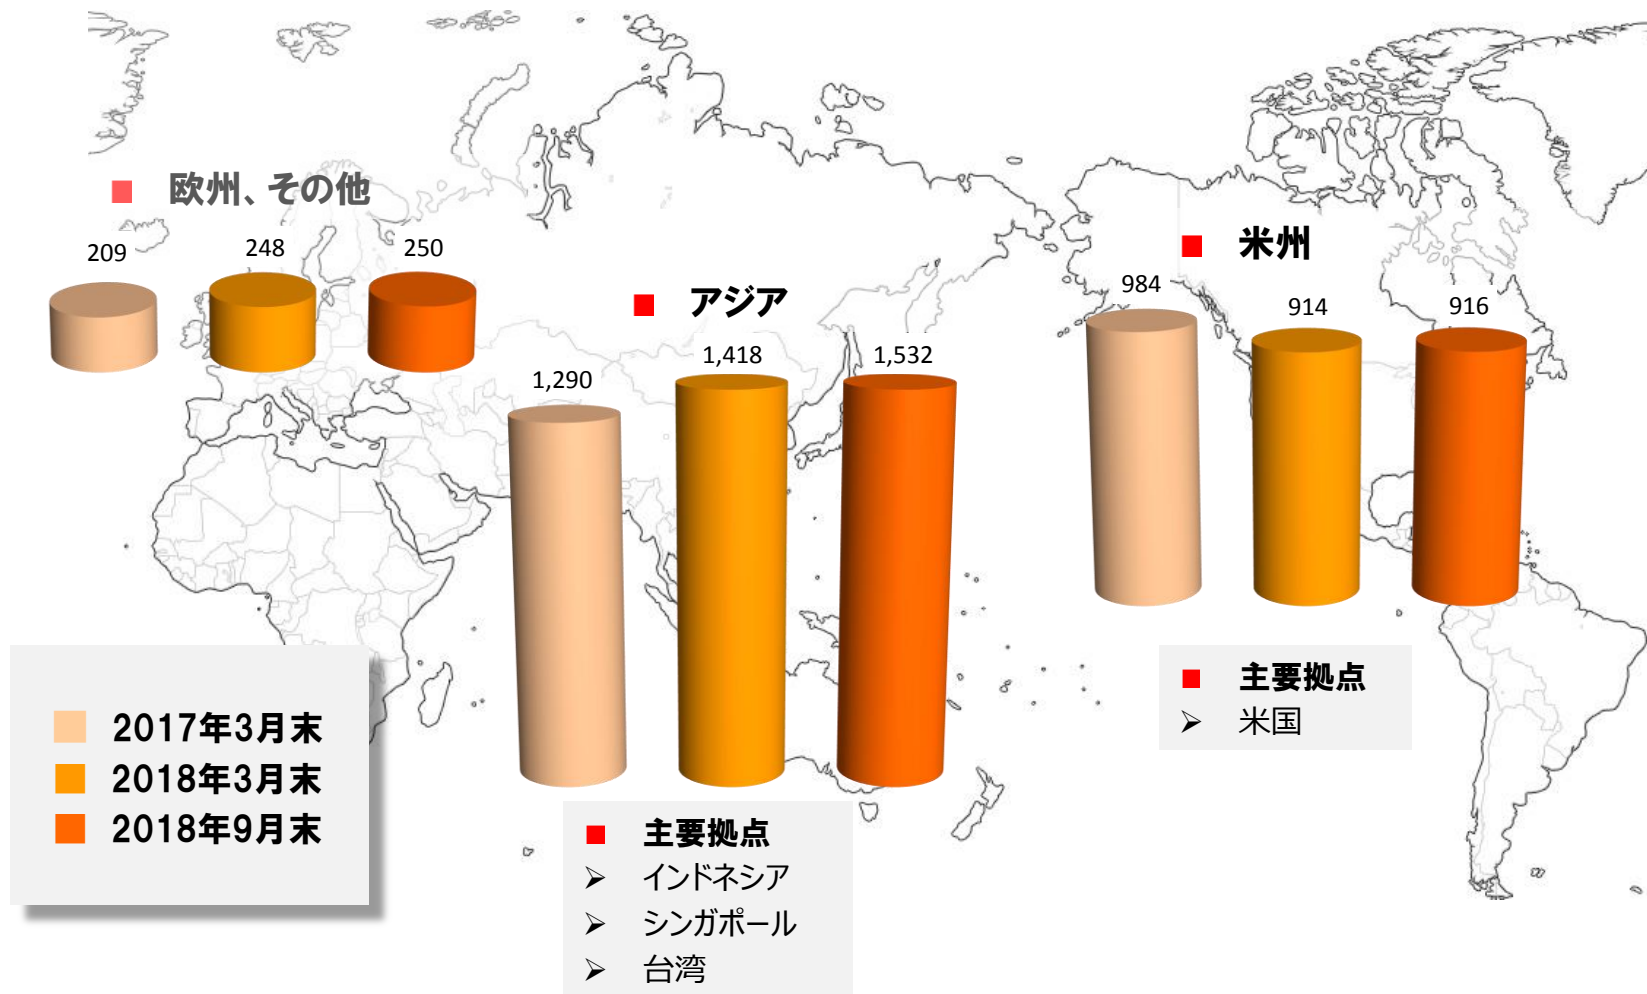 ■ 欧州、その他
209
248
250
■ アジア
1,290
1,418
1,532
■ 米州
984
914
916
2017年3月末
2018年3月末
2018年9月末
■ 主要拠点
➢ インドネシア
➢ シンガポール
➢ 台湾
■ 主要拠点
➢ 米国